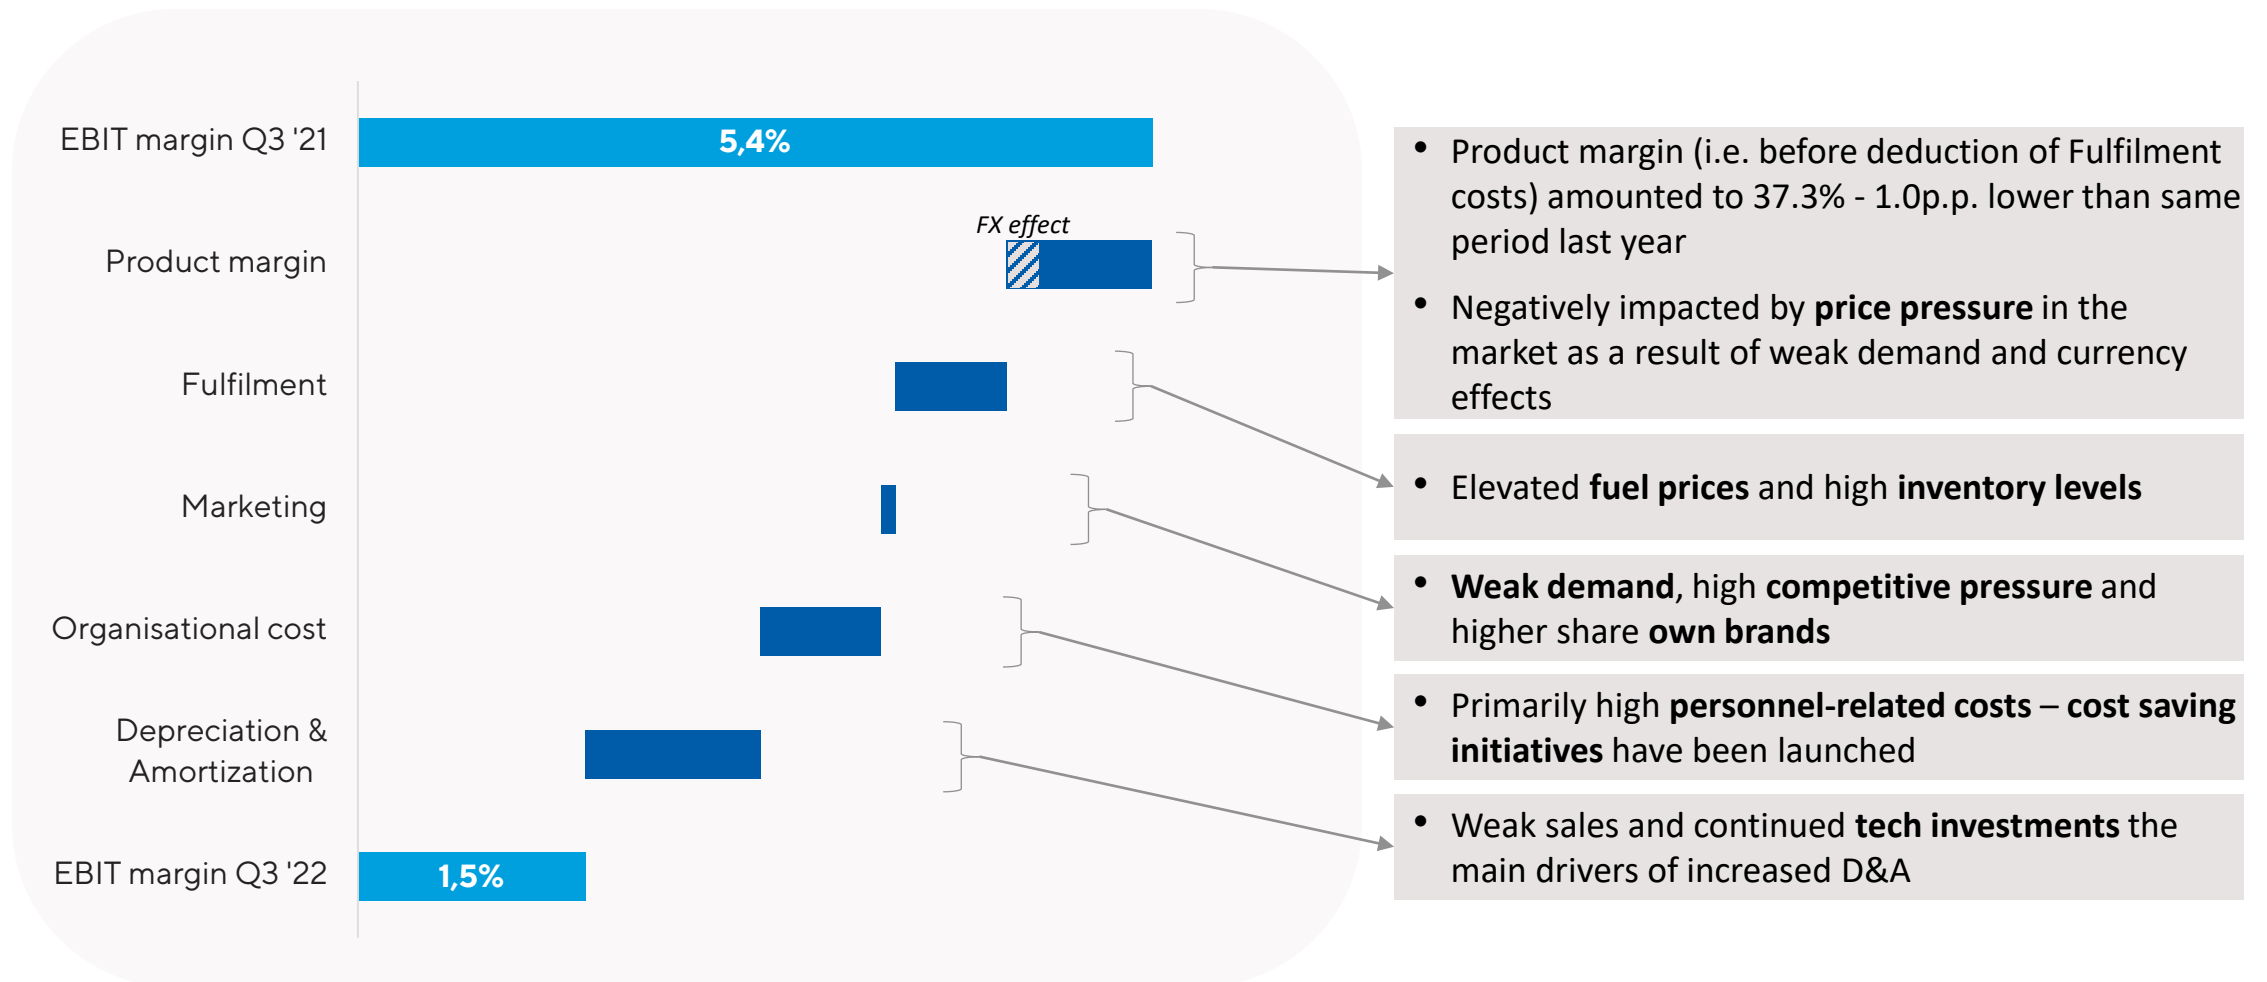 EBIT margin Q3 '21
5,4%
FX effect
Product margin
Fulfilment
Marketing
Organisational cost
Depreciation &
Amortization
EBIT margin Q3 '22
1,5%
• Product margin (i.e. before deduction of Fulfilment
costs) amounted to 37.3% - 1.0p.p. lower than same
period last year
• Negatively impacted by price pressure in the
market as a result of weak demand and currency
effects
• Elevated fuel prices and high inventory levels
• Weak demand, high competitive pressure and
higher share own brands
• Primarily high personnel-related costs – cost saving
initiatives have been launched
• Weak sales and continued tech investments the
main drivers of increased D&A